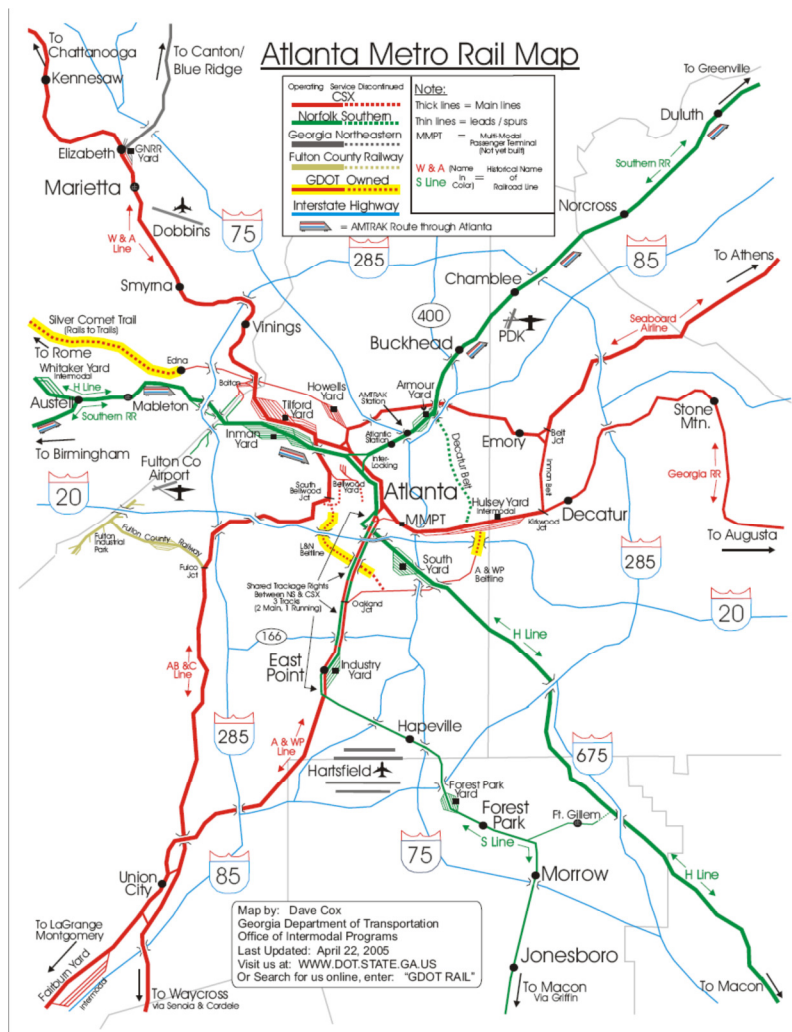 Atlanta Metro Rail Map
Operating Service Discontinued
CSX
Norfolk Southern
Georgia Northeastern
Fulton County Railway
GDOT Owned
Interstate Highway
= AMTRAK Route through Atlanta
Note:
Thick lines = Main lines
Thin lines = leads / spurs
MMPT – Multi-Modal
Passenger Terminal
(Not yet built)
W & A (Name
S Line in
Color) = Historical Name
of
Railroad Line
To
Chattanooga
Kennesaw
To Canton/
Blue Ridge
Elizabeth
GNRR
Yard
Marietta
Dobbins
W & A
Line
75
285
Smyrna
Vinings
To Greenville
Duluth
Southern RR
Norcross
85
Chamblee
400
PDK
Buckhead
To Athens
Seaboard
Airline
Silver Comet Trail
(Rails to Trails)
To Rome
Whitaker Yard
Intermodal
Edna
H Line
Austell
Southern RR
Mableton
To Birmingham
Bolton
Tilford
Yard
Howells
Yard
Inman
Yard
AMTRAK
Station
Armour
Yard
Atlantic
Station
Inter-
Locking
Decatur Belt
Emory
Belt
Jct
Inman Belt
Stone
Mtn.
Georgia RR
Fulton Co
Airport
20
South
Bellwood
Jct
Bellwood
Yard
Atlanta
MMPT
Hulsey Yard
Intermodal
Kirkwood
Jct
Decatur
To Augusta
Fulton
Industrial
Park
Fulton County Railway
Fulco
Jct
L&N
Beltline
South
Yard
A & WP
Beltline
285
20
Shared Trackage Rights
Between NS & CSX
3 Tracks
(2 Main, 1 Running)
Oakland
Jct
166
H Line
East
Point
Industry
Yard
AB & C
Line
285
A & WP
Line
Hapeville
Hartsfield
675
Forest Park
Yard
Forest
Park
Ft. Gillem
S Line
75
Morrow
H Line
Union
City
85
To LaGrange
Montgomery
Fairburn Yard
Intermodal
To Waycross
via Senoia & Cordele
Map by: Dave Cox
Georgia Department of Transportation
Office of Intermodal Programs
Last Updated: April 22, 2005
Visit us at: WWW.DOT.STATE.GA.US
Or Search for us online, enter: "GDOT RAIL"
Jonesboro
To Macon
Via Griffin
To Macon